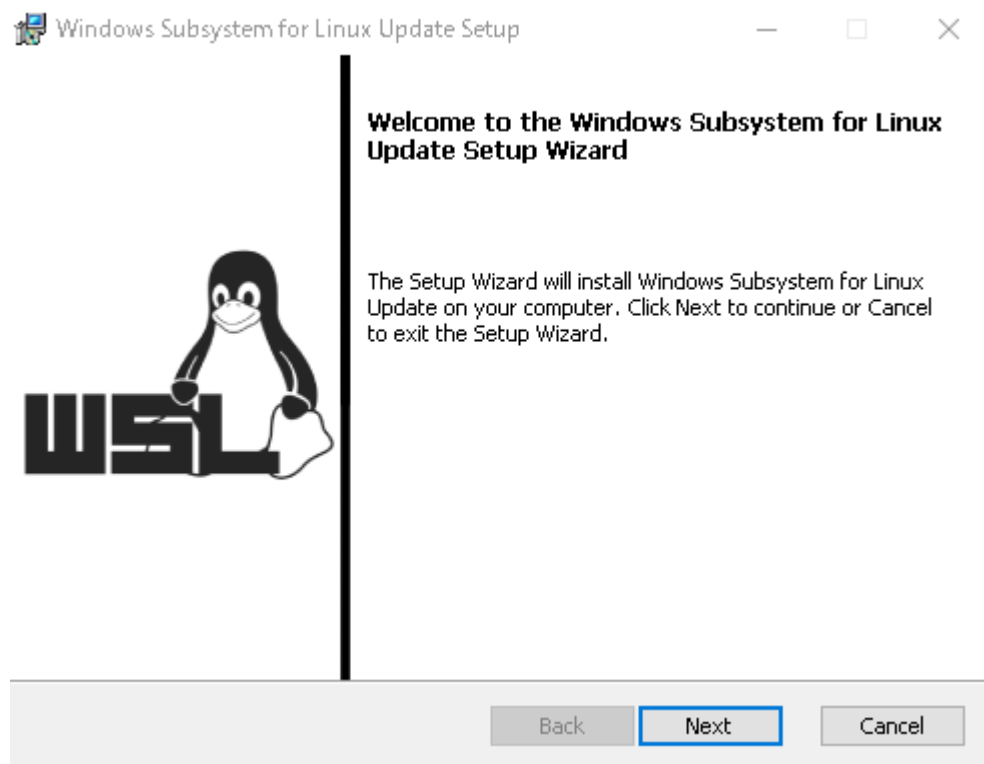 Windows Subsystem for Linux Update Setup
Welcome to the Windows Subsystem for Linux
Update Setup Wizard
The Setup Wizard will install Windows Subsystem for Linux
Update on your computer. Click Next to continue or Cancel
to exit the Setup Wizard.
WSL
Back Next Cancel